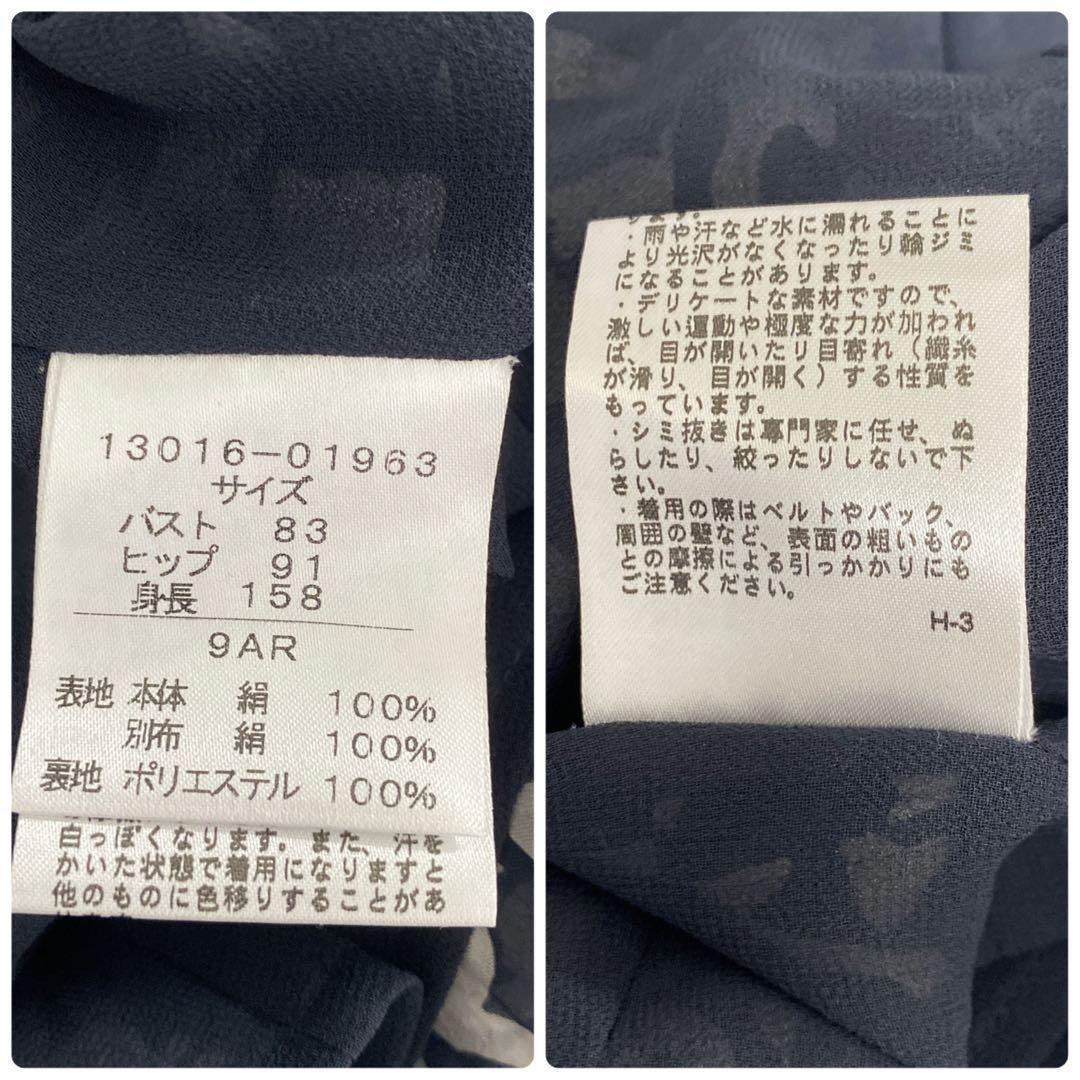 13016-01963
サイズ
バスト 83
ヒップ 91
身長 158
9AR
表地 本体 絹 100%
別布 絹 100%
裏地 ポリエステル 100%
白っぽくなります。また、汗を
かいた状態で着用になりますと
他のものに色移りすることがあ
ります。
・雨や汗など水に濡れることに
より光沢がなくなったり輪ジミ
になることがあります。
・デリケートな素材ですので、
激しい運動や極度な力が加われ
ば、目が開いたり目寄れ（織糸
が滑り、目が開く）する性質を
もっています。
・シミ抜きは専門家に任せ、ぬ
らしたり、絞ったりしないで下
さい。
・着用の際はベルトやバック、
周囲の壁など、表面の粗いもの
との摩擦による引っかかりにも
ご注意ください。
H-3